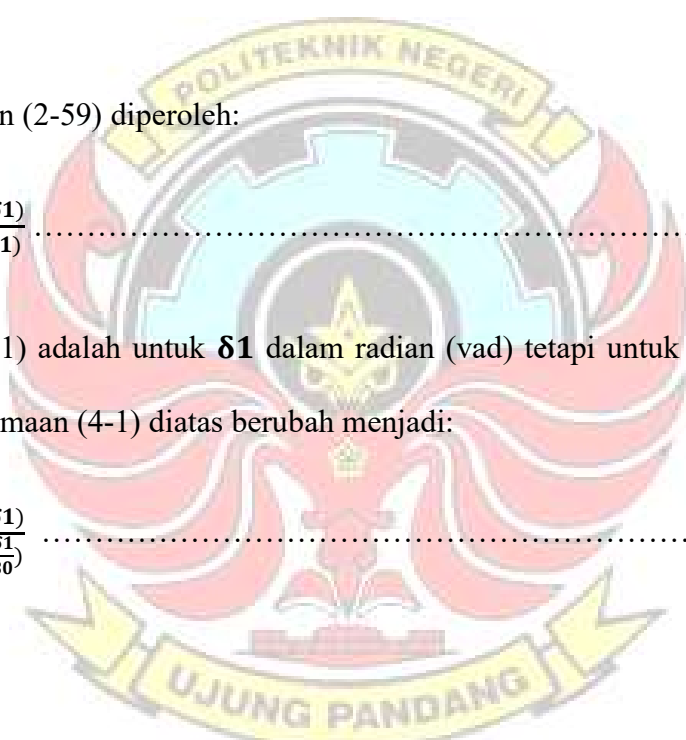 POLITEKNIK NEGERI
n (2-59) diperoleh:
1)
1) ……………………………………………………………
1) adalah untuk δ1 dalam radian (vad) tetapi untuk
maan (4-1) diatas berubah menjadi:
1)
……………………………………………………………
UJUNG PANDANG